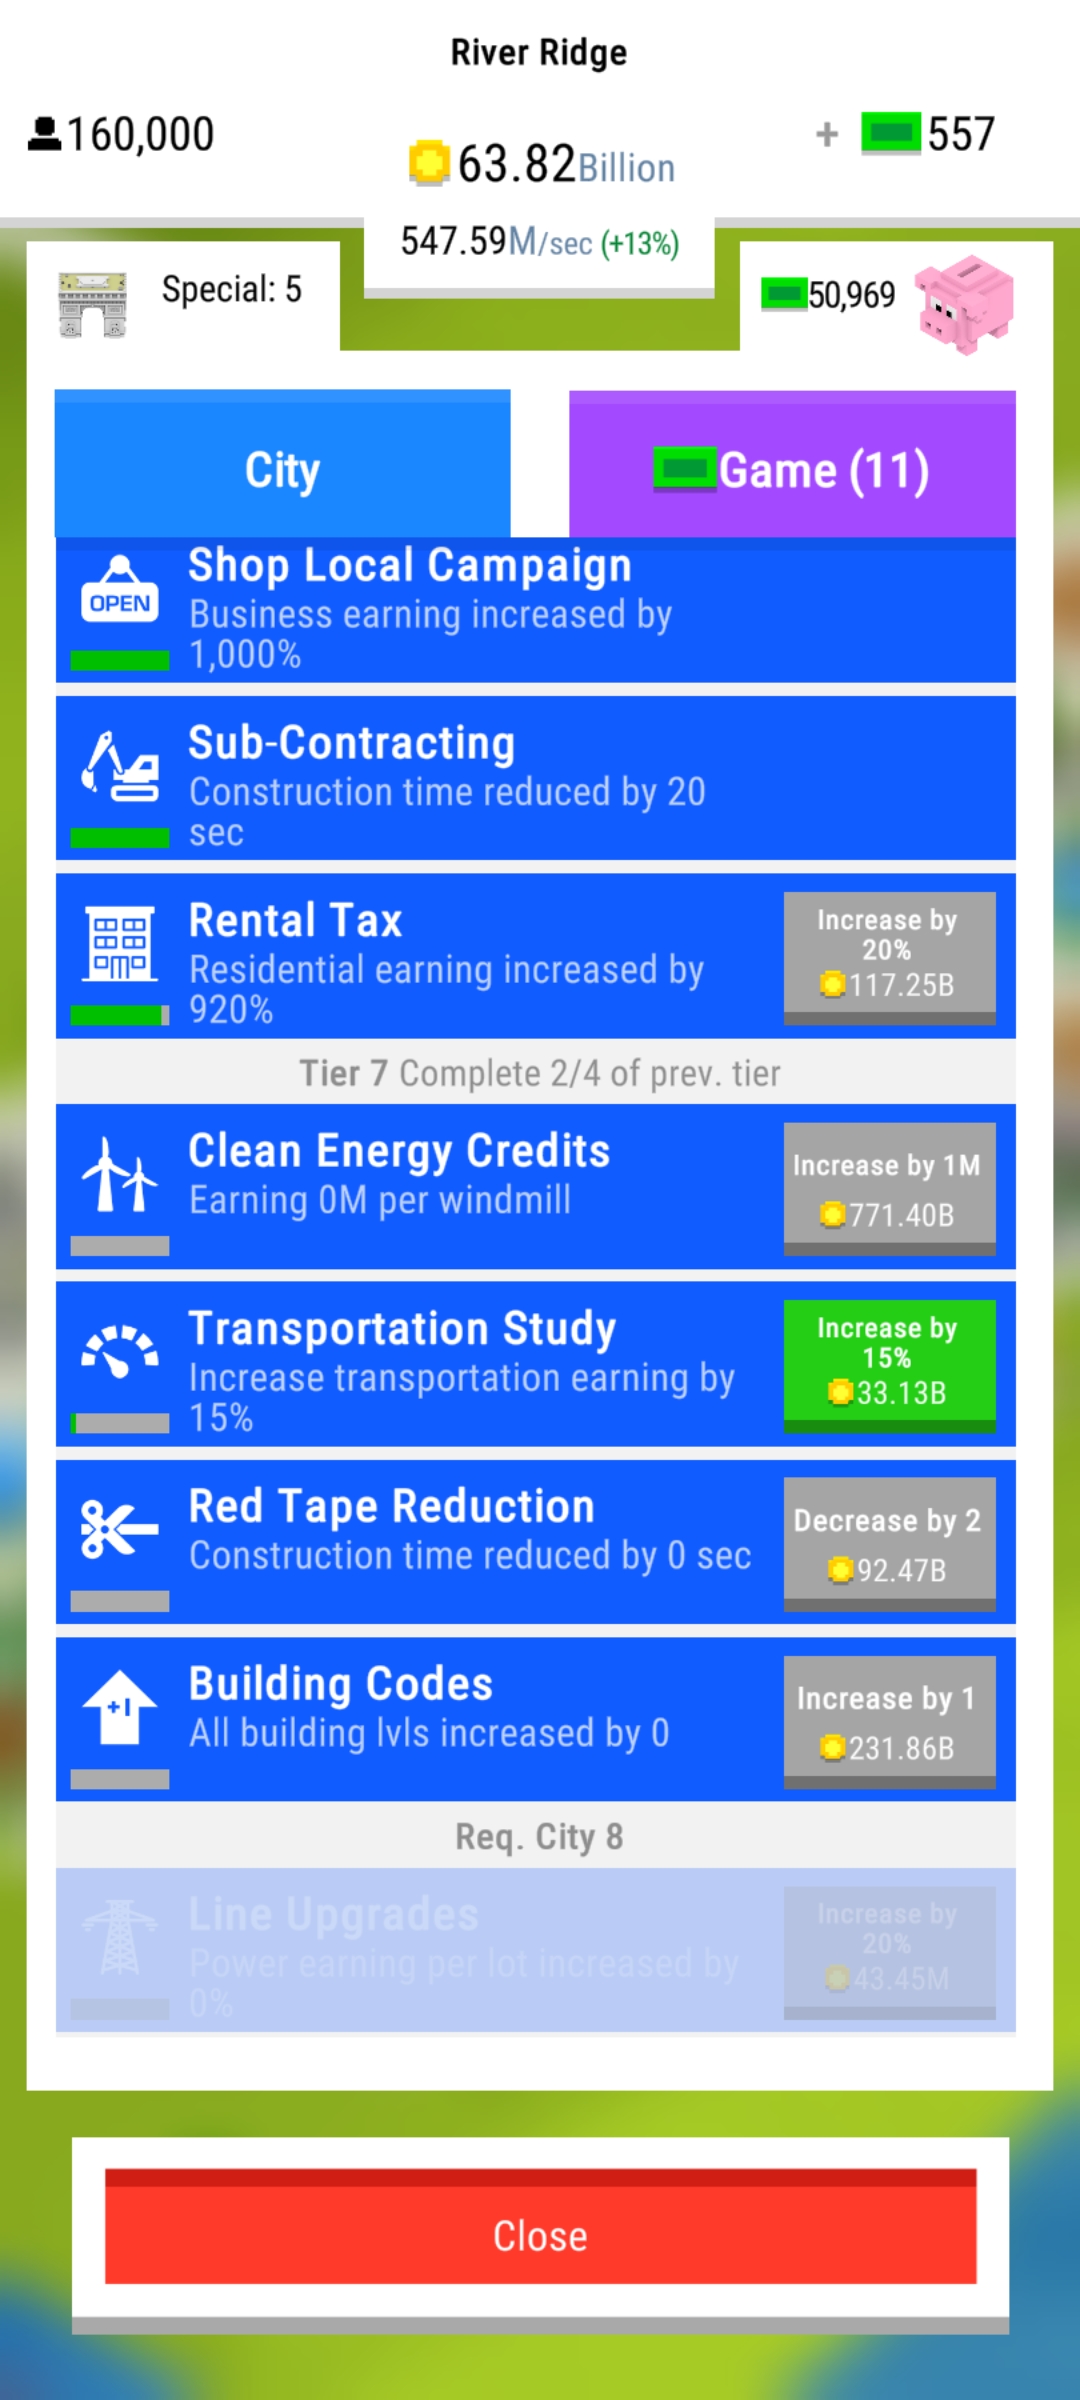 River Ridge
160,000
63.82Billion
+ 557
547.59M/sec (+13%)
Special: 5
50,969
City
Game (11)
OPEN
Shop Local Campaign
Business earning increased by
1,000%
Sub-Contracting
Construction time reduced by 20
sec
Rental Tax
Residential earning increased by
920%
Increase by
20%
117.25B
Tier 7 Complete 2/4 of prev. tier
Clean Energy Credits
Earning 0M per windmill
Increase by 1M
771.40B
Transportation Study
Increase transportation earning by
15%
Increase by
15%
33.13B
Red Tape Reduction
Construction time reduced by 0 sec
Decrease by 2
92.47B
+1
Building Codes
All building lvls increased by 0
Increase by 1
231.86B
Req. City 8
Line Upgrades
Power earning per lot increased by
0%
Increase by
20%
43.45M
Close